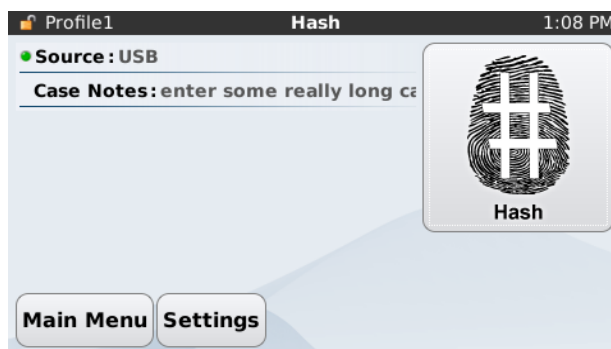 Profile1 Hash 1:08 PM
Source: USB
Case Notes: enter some really long ca
Hash
Main Menu Settings